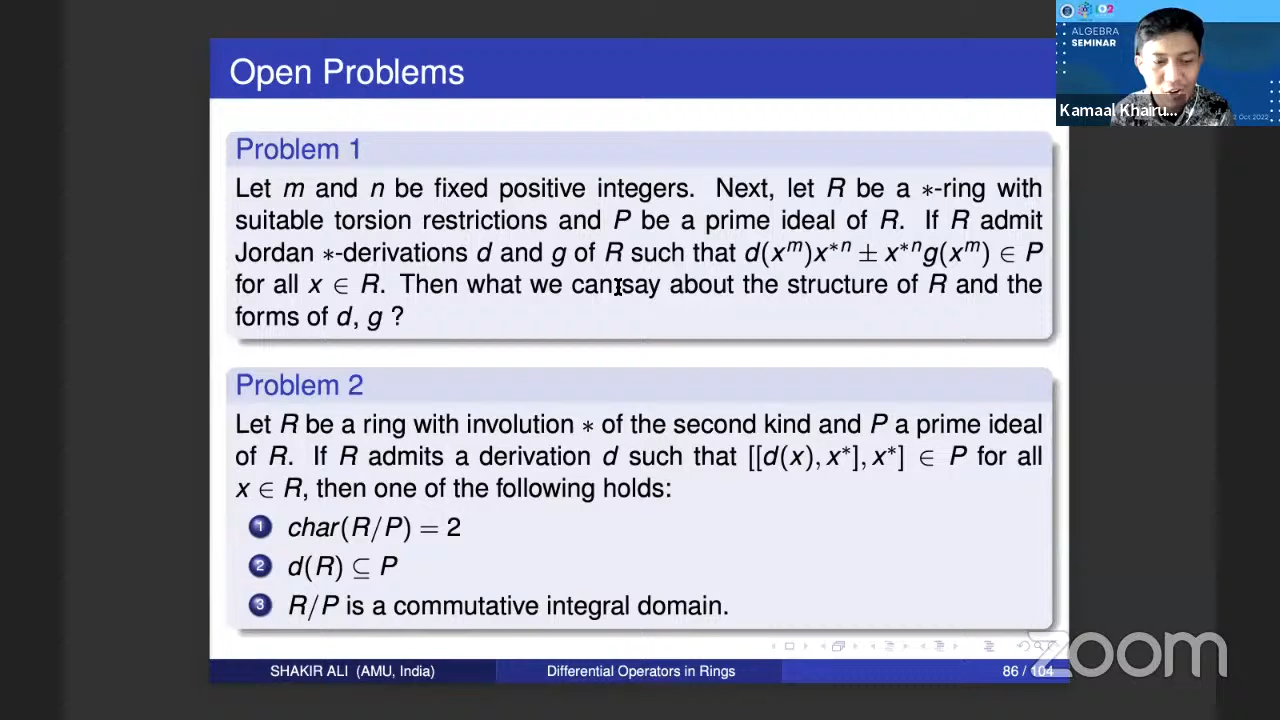 Open Problems
ALGEBRA
SEMINAR
Kamaal Khairu...
Oct 2022
Problem 1
Let m and n be fixed positive integers. Next, let R be a ∗-ring with
suitable torsion restrictions and P be a prime ideal of R. If R admit
Jordan ∗-derivations d and g of R such that d(xᵐ)x*ⁿ ± x*ⁿg(xᵐ) ∈ P
for all x ∈ R. Then what we can say about the structure of R and the
forms of d, g ?
Problem 2
Let R be a ring with involution ∗ of the second kind and P a prime ideal
of R. If R admits a derivation d such that [[d(x), x*], x*] ∈ P for all
x ∈ R, then one of the following holds:
1 char(R/P) = 2
2 d(R) ⊆ P
3 R/P is a commutative integral domain.
SHAKIR ALI (AMU, India) Differential Operators in Rings 86 / 104
zoom